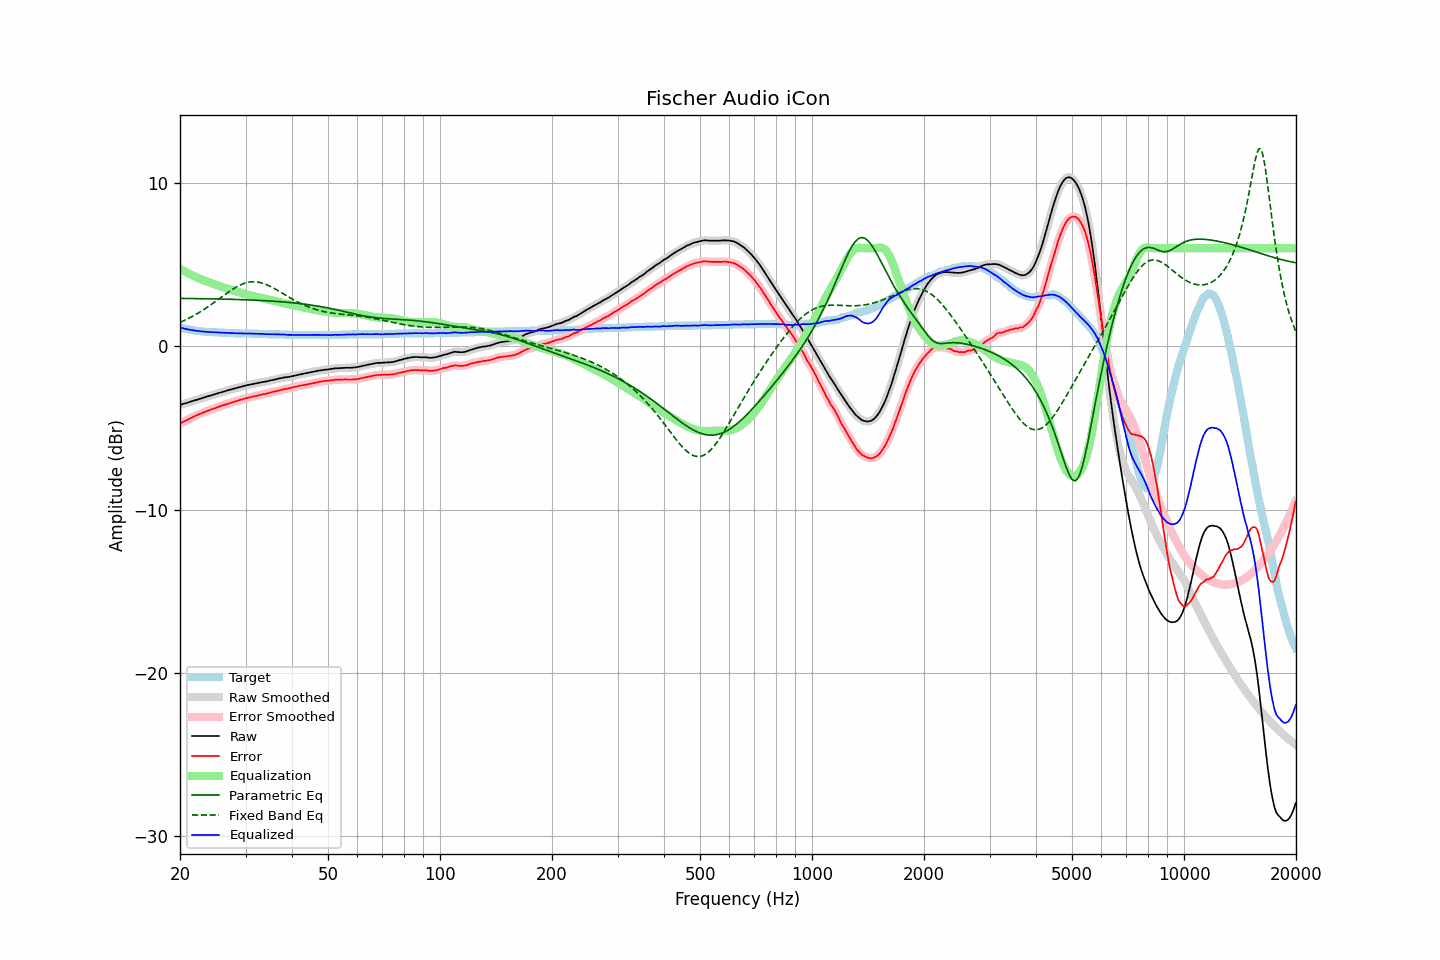 Fischer Audio iCon
Amplitude (dBr)
10
0
−10
−20
−30
Target
Raw Smoothed
Error Smoothed
Raw
Error
Equalization
Parametric Eq
Fixed Band Eq
Equalized
20 50 100 200 500 1000 2000 5000 10000 20000
Frequency (Hz)